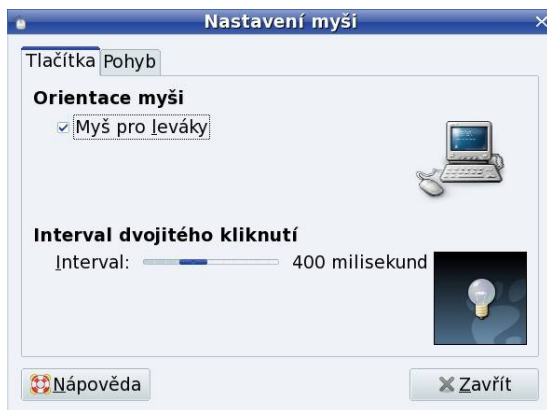 Nastavení myši
Tlačítka Pohyb
Orientace myši
Myš pro leváky
Interval dvojitého kliknutí
Interval: 400 milisekund
Nápověda Zavřít